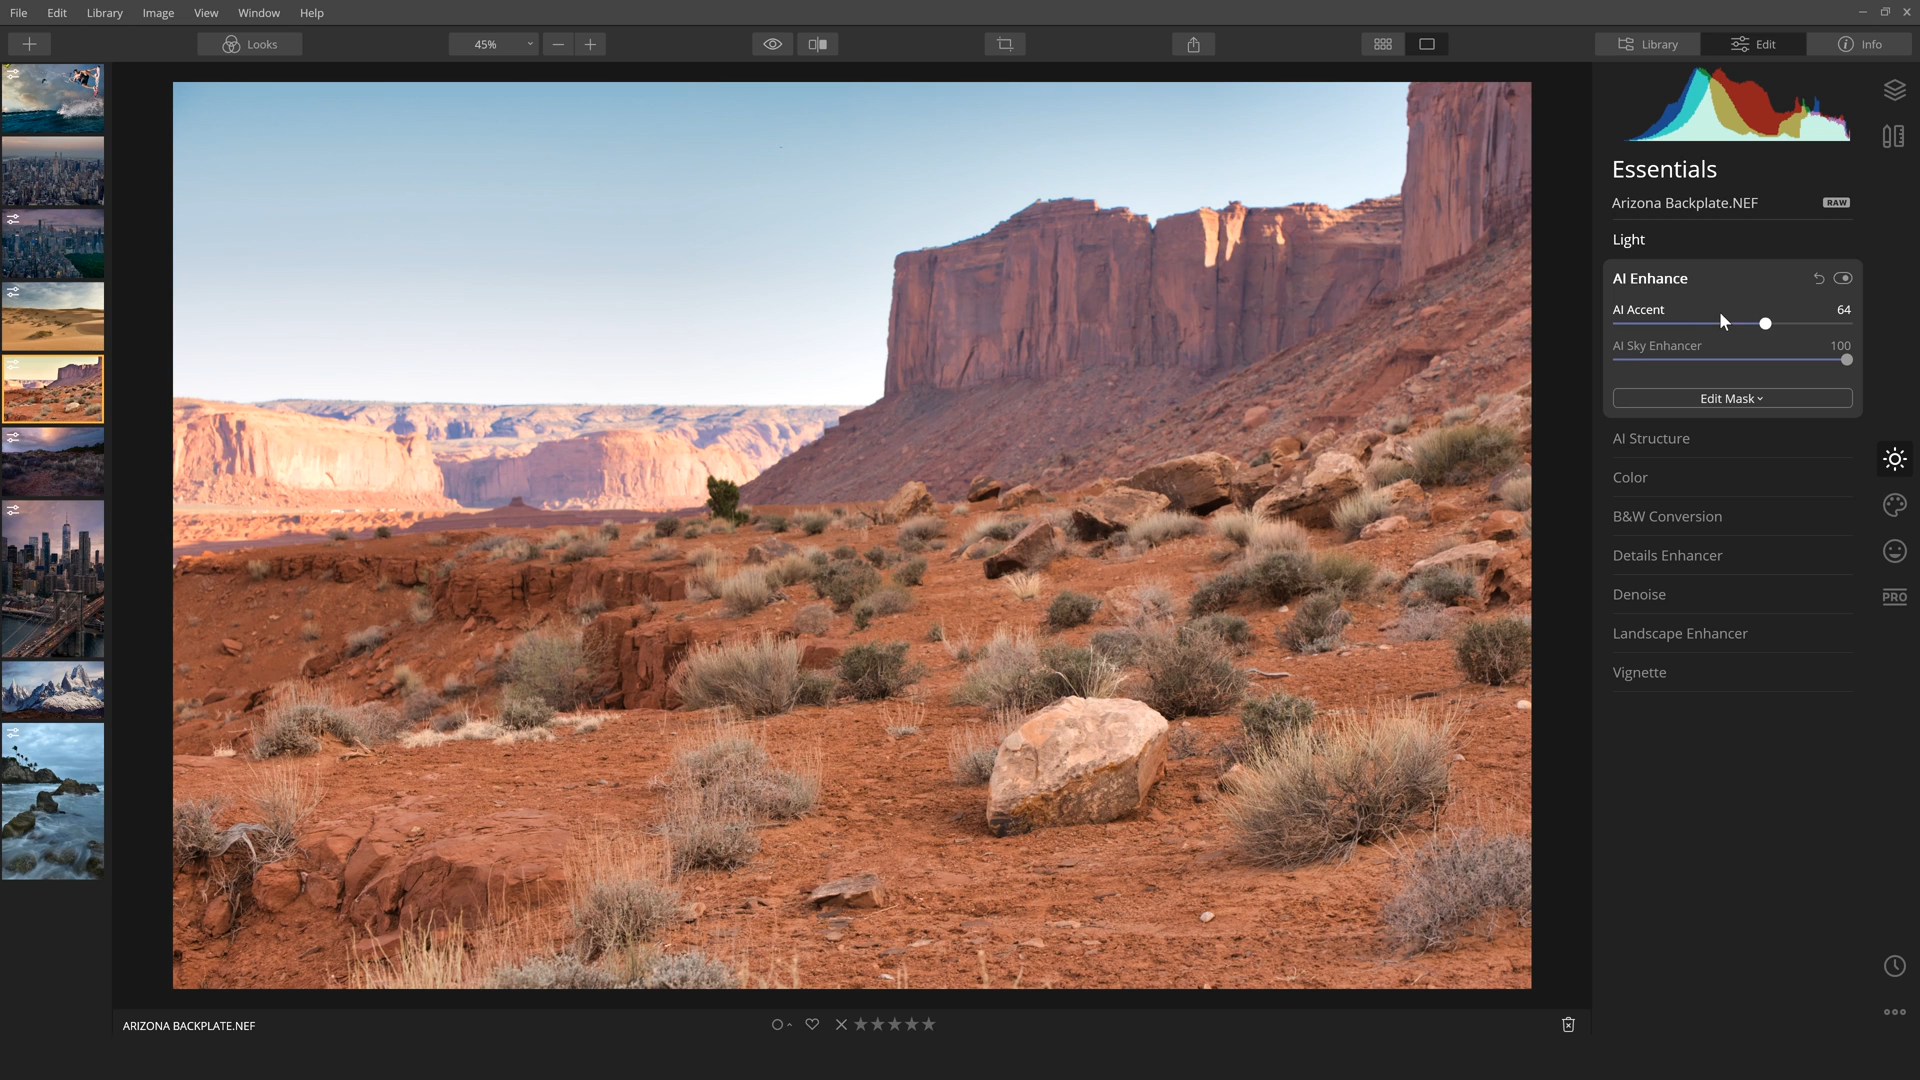 File Edit Library Image View Window Help
Looks 45% Library Edit Info
Essentials
Arizona Backplate.NEF RAW
Light
AI Enhance
AI Accent 64
AI Sky Enhancer 100
Edit Mask
AI Structure
Color
B&W Conversion
Details Enhancer
Denoise
PRO
Landscape Enhancer
Vignette
ARIZONA BACKPLATE.NEF